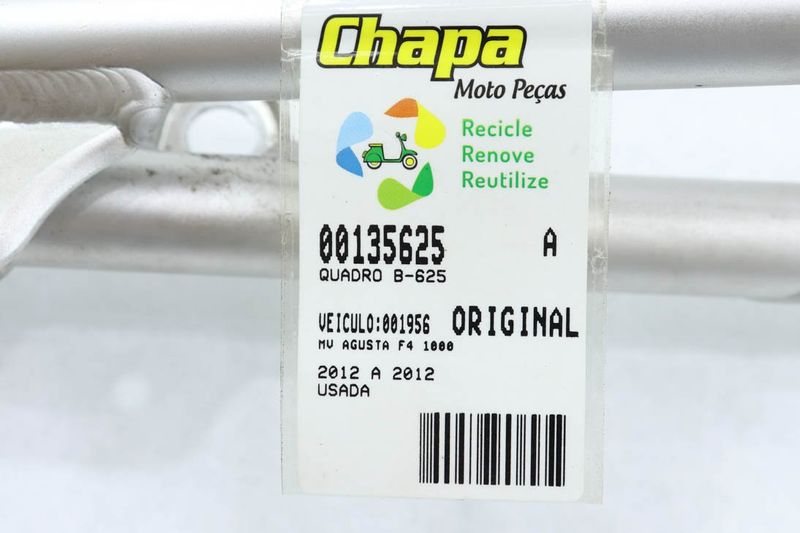 Chapa
Moto Peças
Recicle
Renove
Reutilize
00135625 A
QUADRO B-625
VEICULO:001956 ORIGINAL
MV AGUSTA F4 1000
2012 A 2012
USADA